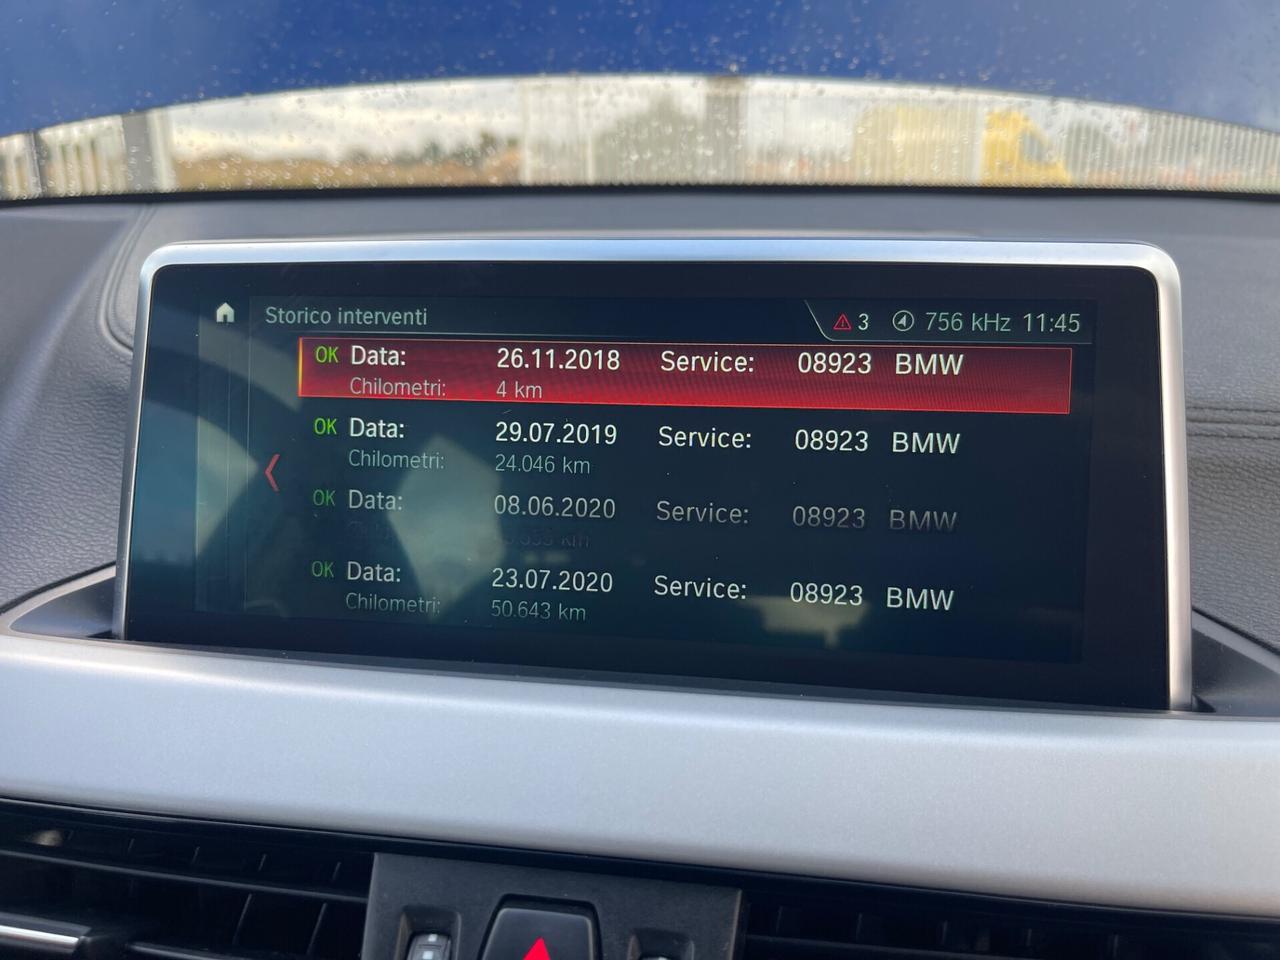 Storico interventi 3 756 kHz 11:45
OK Data: 26.11.2018 Service: 08923 BMW
Chilometri: 4 km
OK Data: 29.07.2019 Service: 08923 BMW
Chilometri: 24.046 km
OK Data: 08.06.2020 Service: 08923 BMW
km
OK Data: 23.07.2020 Service: 08923 BMW
Chilometri: 50.643 km